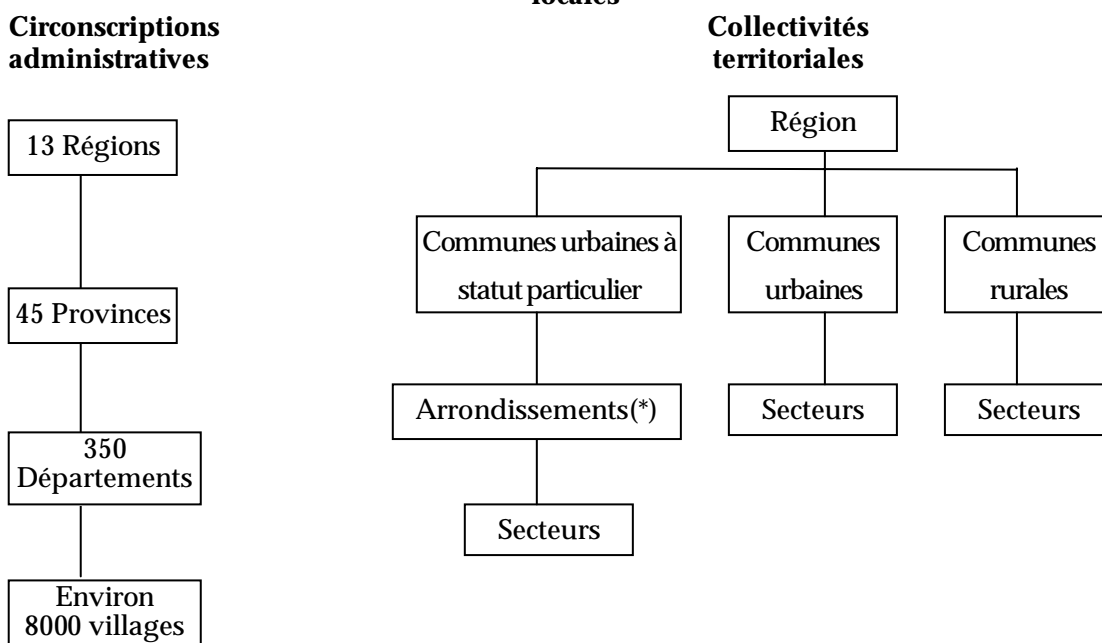 locales
Circonscriptions
administratives
13 Régions
45 Provinces
350
Départements
Environ
8000 villages
Collectivités
territoriales
Région
Communes urbaines à
statut particulier
Communes
urbaines
Communes
rurales
Arrondissements(*)
Secteurs
Secteurs
Secteurs